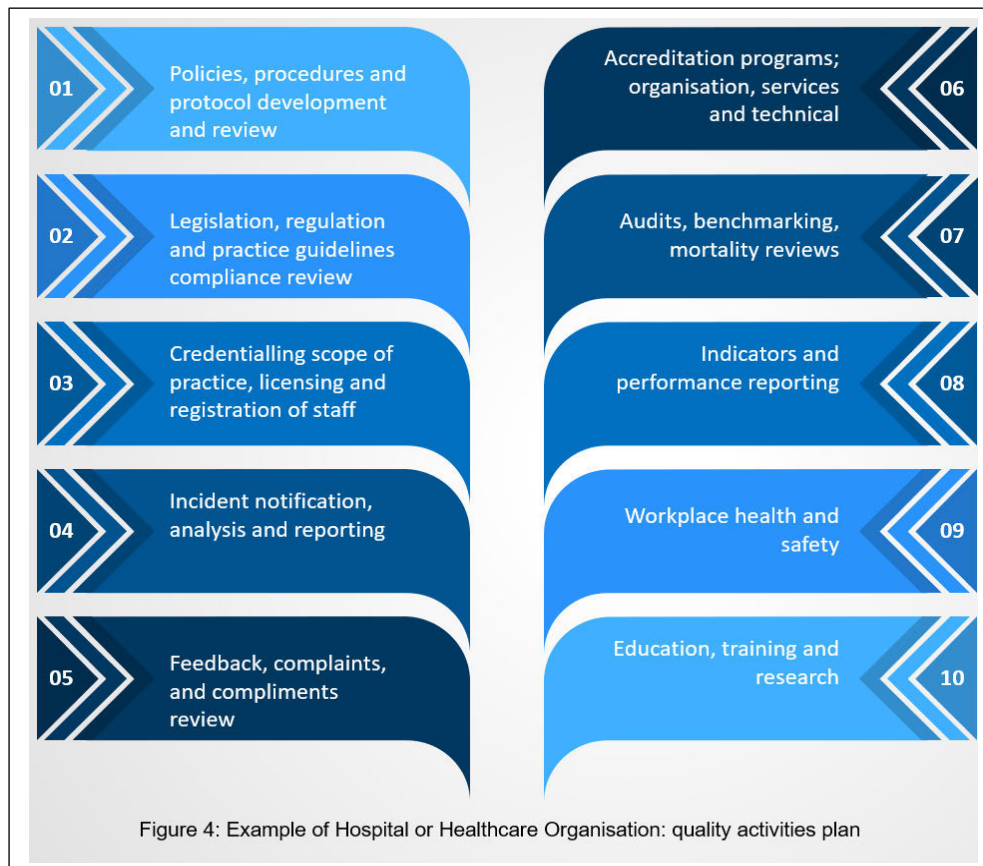 01
Policies, procedures and
protocol development
and review
02
Legislation, regulation
and practice guidelines
compliance review
03
Credentialling scope of
practice, licensing and
registration of staff
04
Incident notification,
analysis and reporting
05
Feedback, complaints,
and compliments
review
Accreditation programs;
organisation, services
and technical
06
Audits, benchmarking,
mortality reviews
07
Indicators and
performance reporting
08
Workplace health and
safety
09
Education, training and
research
10
Figure 4: Example of Hospital or Healthcare Organisation: quality activities plan